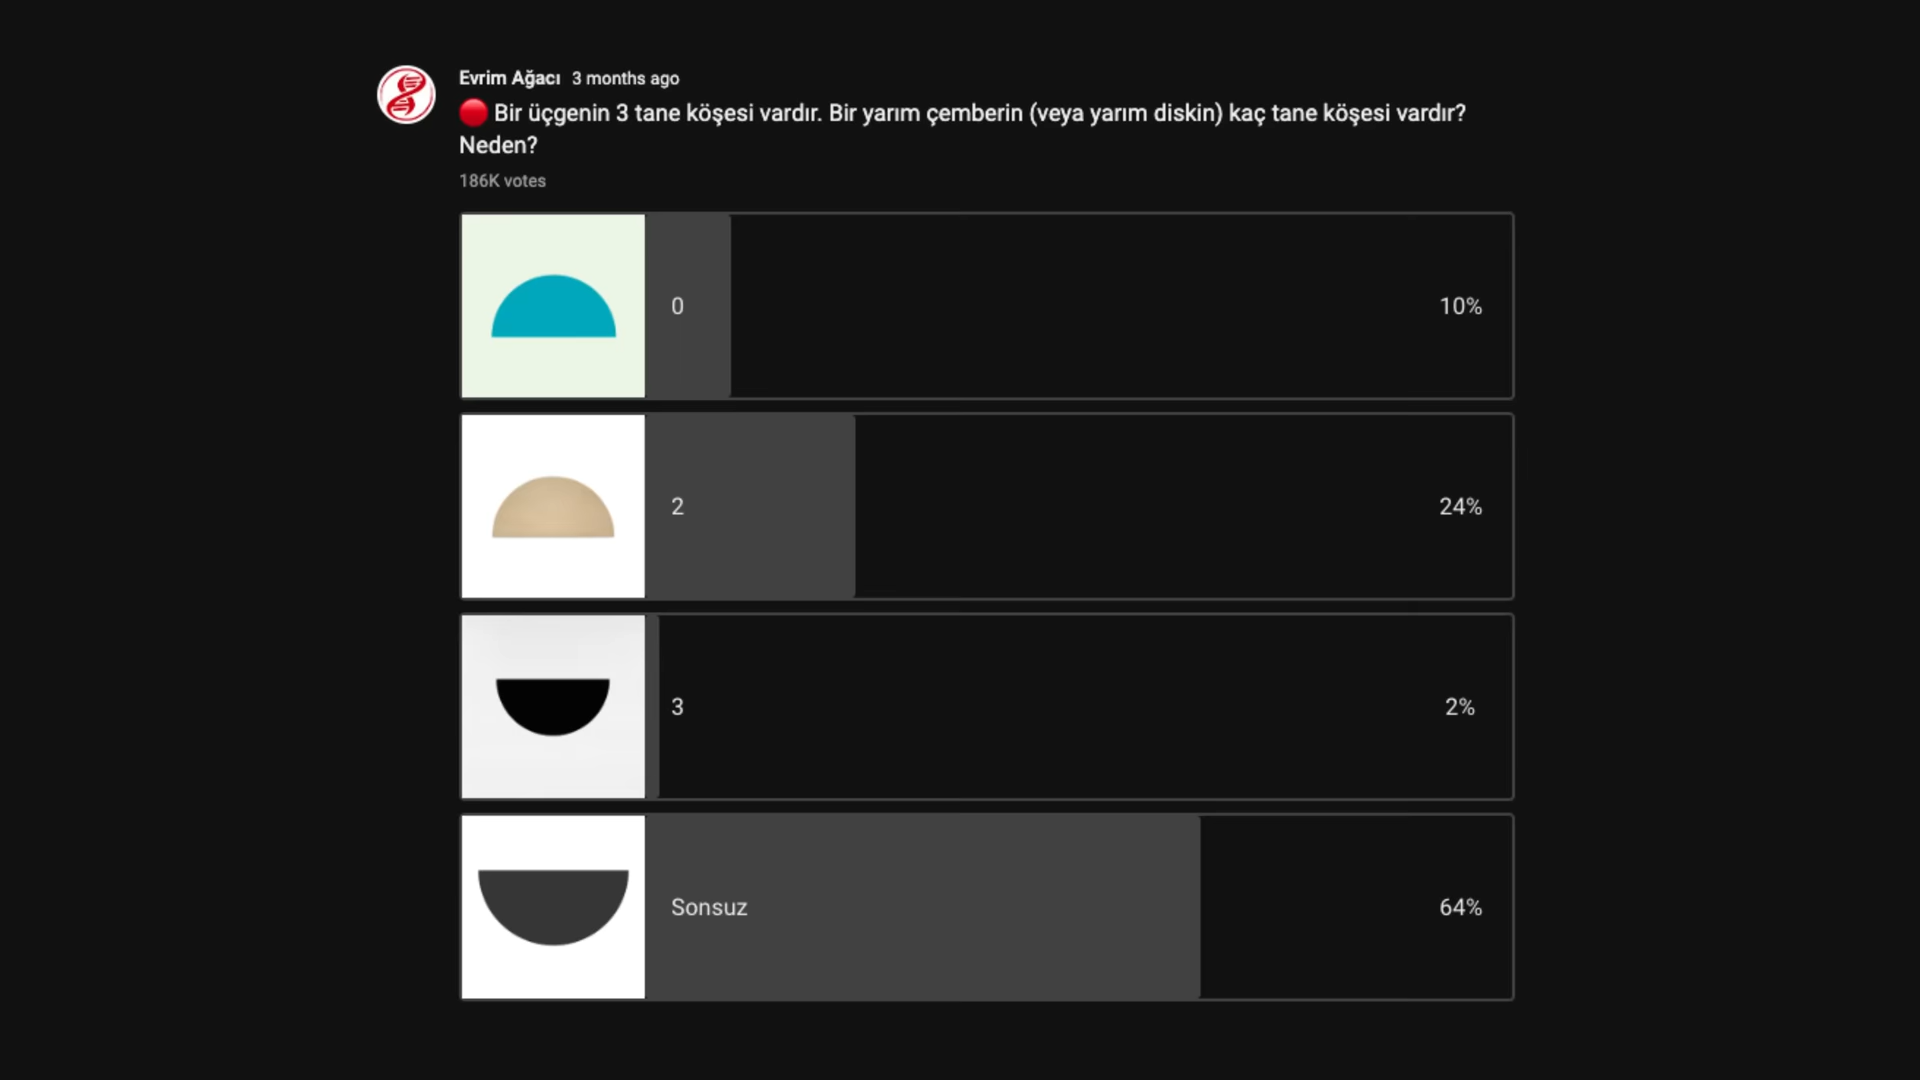 Evrim Ağacı 3 months ago
🔴 Bir üçgenin 3 tane köşesi vardır. Bir yarım çemberin (veya yarım diskin) kaç tane köşesi vardır?
Neden?
186K votes
0 10%
2 24%
3 2%
Sonsuz 64%